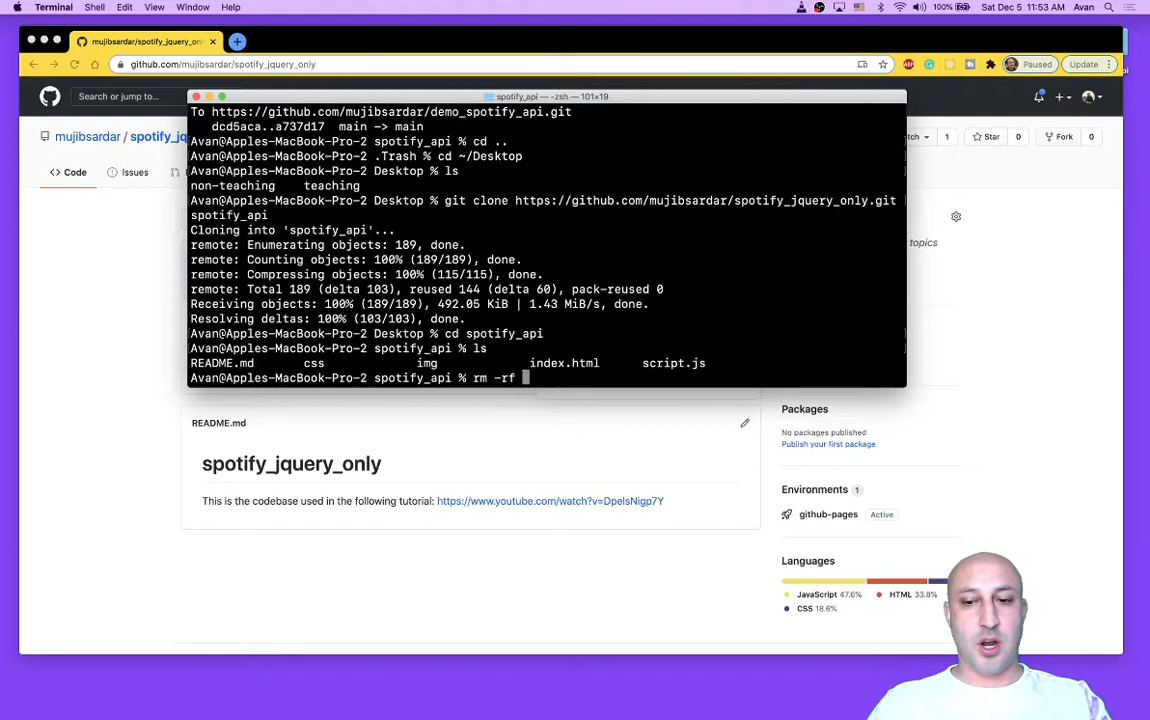 Terminal Shell Edit View Window Help 100% Sat Dec 5 11:53 AM Avan
mujibsardar/spotify_jquery_onl
github.com/mujibsardar/spotify_jquery_only Paused Update
Search or jump to...
spotify_api — -zsh — 101×19
mujibsardar / spotify_jq
tch 1 Star 0 Fork 0
Code Issues
topics
To https://github.com/mujibsardar/demo_spotify_api.git
dcd5aca..a737d17 main -> main
Avan@Apples-MacBook-Pro-2 spotify_api % cd ..
Avan@Apples-MacBook-Pro-2 .Trash % cd ~/Desktop
Avan@Apples-MacBook-Pro-2 Desktop % ls
non-teaching teaching
Avan@Apples-MacBook-Pro-2 Desktop % git clone https://github.com/mujibsardar/spotify_jquery_only.git
spotify_api
Cloning into 'spotify_api'...
remote: Enumerating objects: 189, done.
remote: Counting objects: 100% (189/189), done.
remote: Compressing objects: 100% (115/115), done.
remote: Total 189 (delta 103), reused 144 (delta 60), pack-reused 0
Receiving objects: 100% (189/189), 492.05 KiB | 1.43 MiB/s, done.
Resolving deltas: 100% (103/103), done.
Avan@Apples-MacBook-Pro-2 Desktop % cd spotify_api
Avan@Apples-MacBook-Pro-2 spotify_api % ls
README.md css img index.html script.js
Avan@Apples-MacBook-Pro-2 spotify_api % rm -rf
README.md
spotify_jquery_only
This is the codebase used in the following tutorial: https://www.youtube.com/watch?v=DpelsNigp7Y
Packages
No packages published
Publish your first package
Environments 1
github-pages Active
Languages
JavaScript 47.6% HTML 33.8%
CSS 18.6%